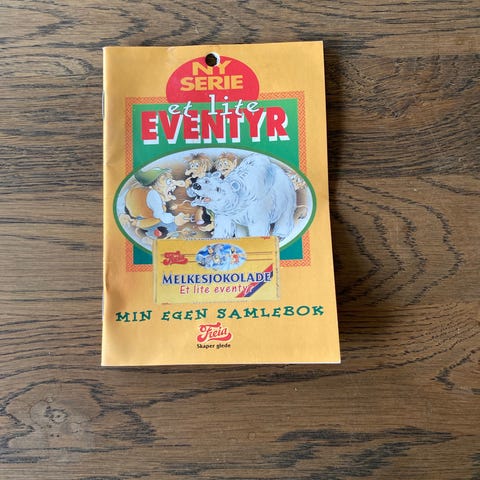 NY
SERIE
et lite
EVENTYR
Freia
MELKESJOKOLADE
Et lite eventyr
MIN EGEN SAMLEBOK
Freia
Skaper glede